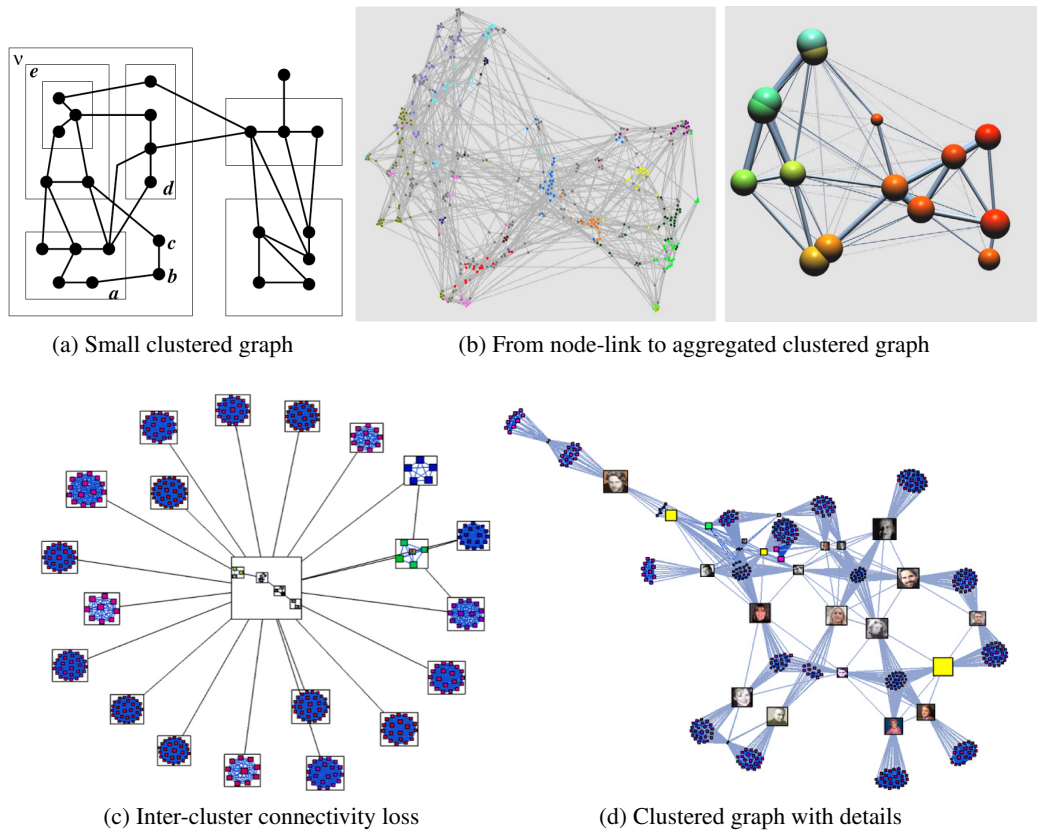 ν
e
d
c
b
a
(a) Small clustered graph
(b) From node-link to aggregated clustered graph
(c) Inter-cluster connectivity loss
(d) Clustered graph with details